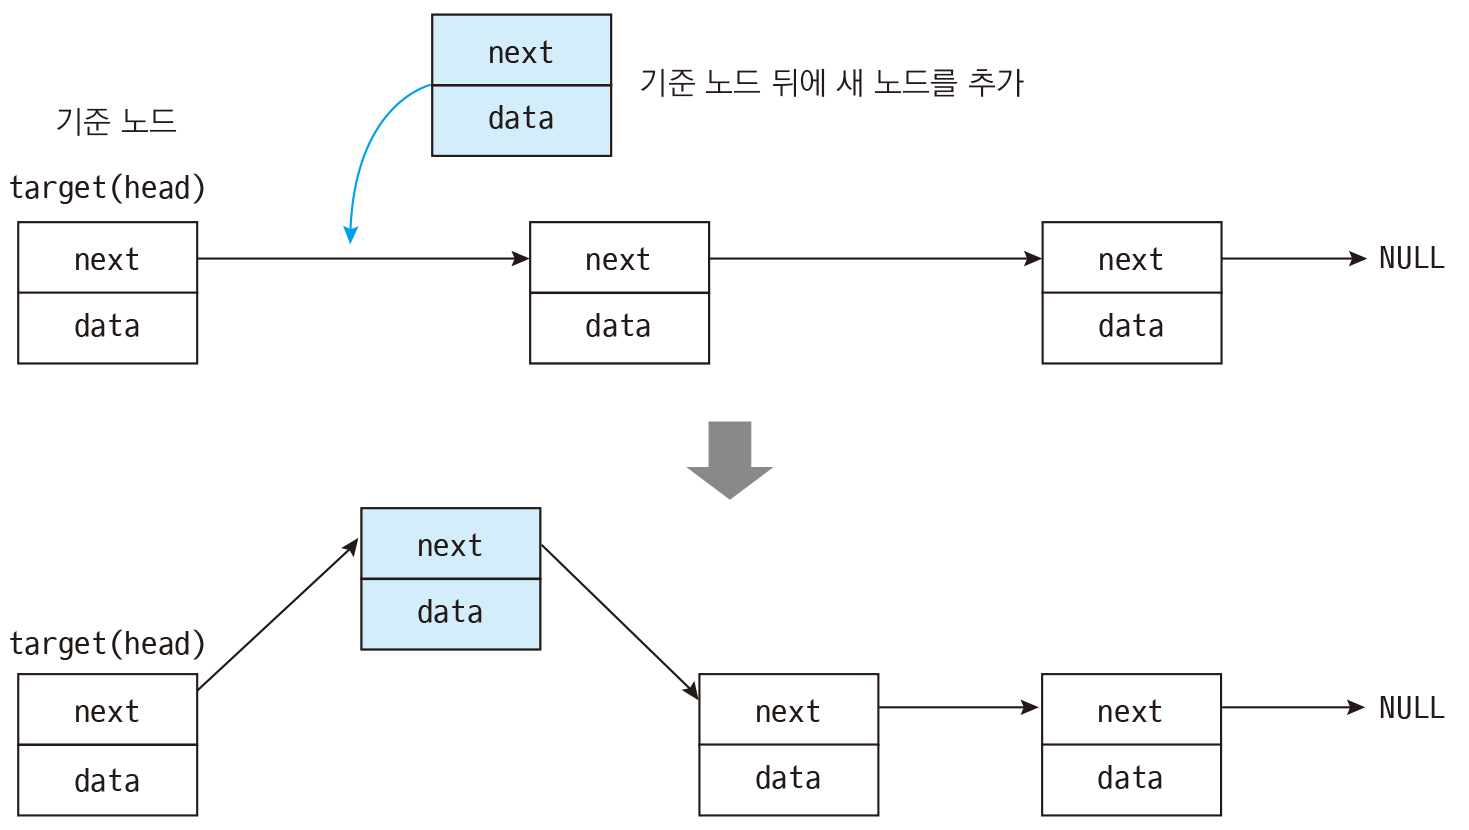 next
data
기준 노드 뒤에 새 노드를 추가
기준 노드
target(head)
next
data
next
data
next
data
NULL
next
data
target(head)
next
data
next
data
next
data
NULL